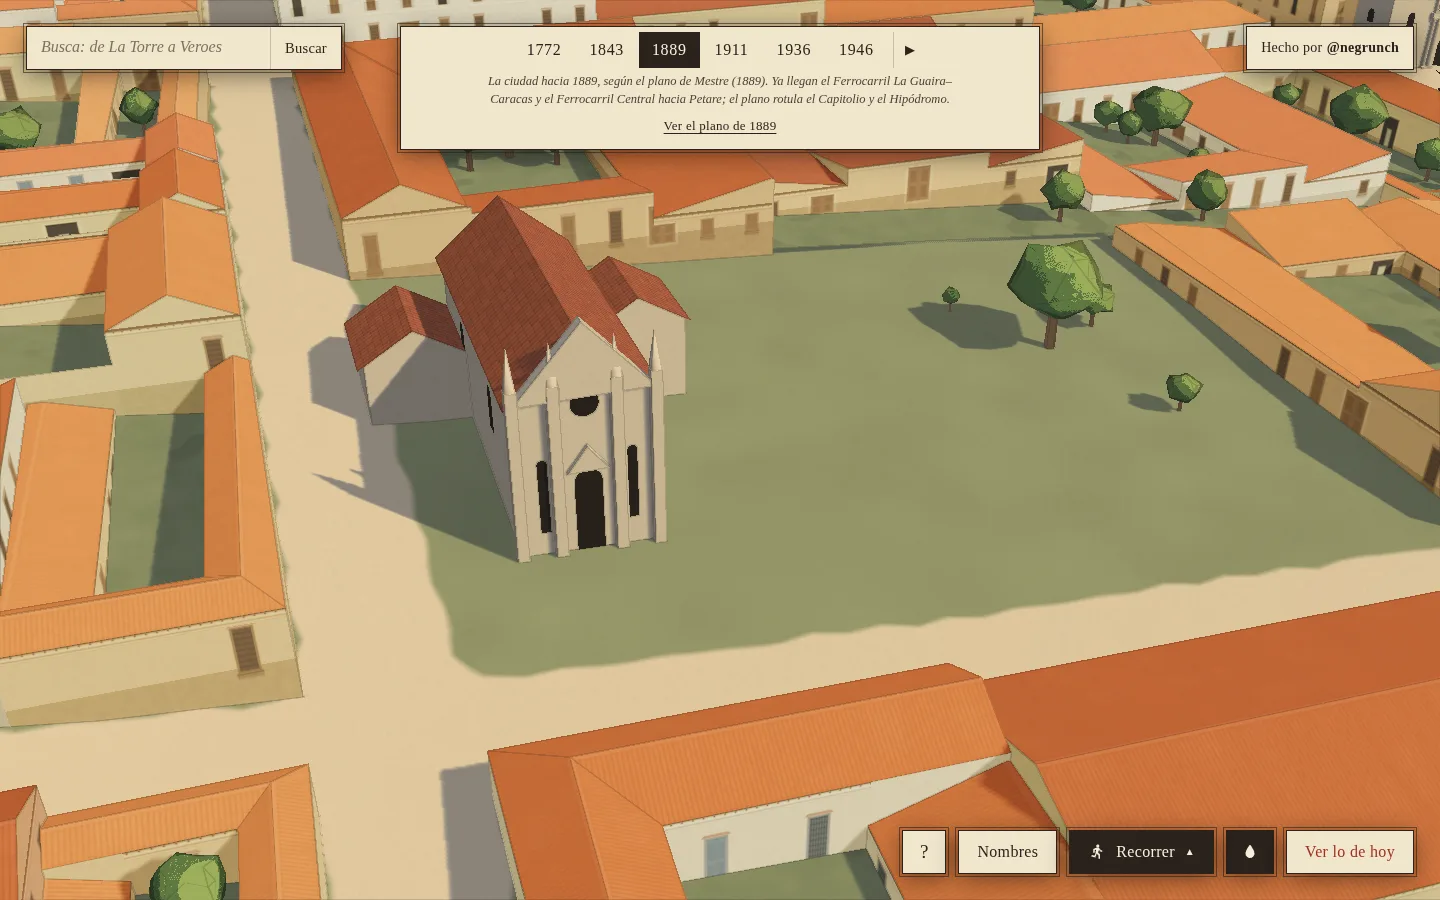 Busca: de La Torre a Veroes
Buscar
1772 1843 1889 1911 1936 1946 ▶
La ciudad hacia 1889, según el plano de Mestre (1889). Ya llegan el Ferrocarril La Guaira–
Caracas y el Ferrocarril Central hacia Petare; el plano rotula el Capitolio y el Hipódromo.
Ver el plano de 1889
Hecho por @negrunch
?
Nombres
Recorrer ▲
Ver lo de hoy